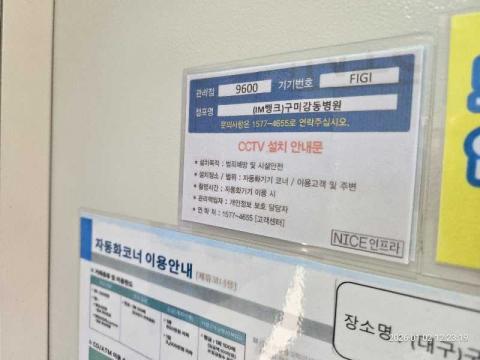 관리점 9600 기기번호 FIGI
점포명 (IM뱅크)구미강동병원
문의사항은 1577-4655로 연락주십시오.
CCTV 설치 안내문
• 설치목적 : 범죄예방 및 시설안전
• 설치장소 / 범위 : 자동화기기 코너 / 이용고객 및 주변
• 촬영시간 : 자동화기기 이용 시
• 관리책임자 : 개인정보 보호 담당자
• 연 락 처 : 1577-4655 [고객센터]
NICE인프라
자동화코너 이용안내
장소명 (대구)구
2026-01-02 12:23:19